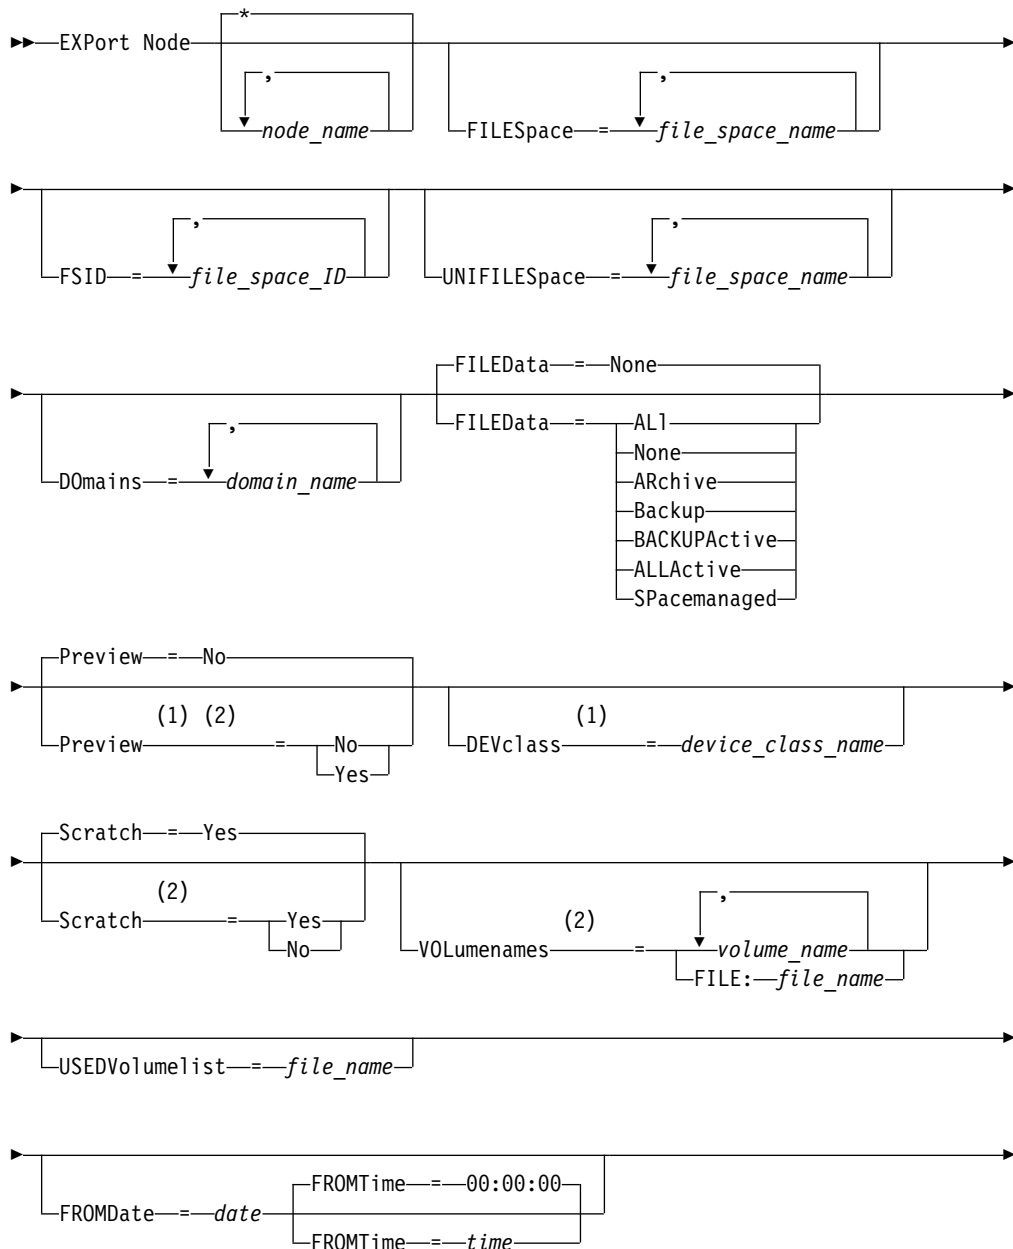 *
EXPort Node
, ,
node_name FILESpace = file_space_name
, ,
FSID = file_space_ID UNIFILESpace = file_space_name
FILEData = None
, FILEData = ALl
None
DOmains = domain_name ARchive
Backup
BACKUPActive
ALLActive
SPacemanaged
Preview = No
(1) (2) (1)
Preview = No DEVclass = device_class_name
Yes
Scratch = Yes
(2) ,
Scratch = Yes (2)
No VOLumenames = volume_name
FILE: file_name
USEDVolumelist = file_name
FROMTime = 00:00:00
FROMDate = date
FROMTime = time